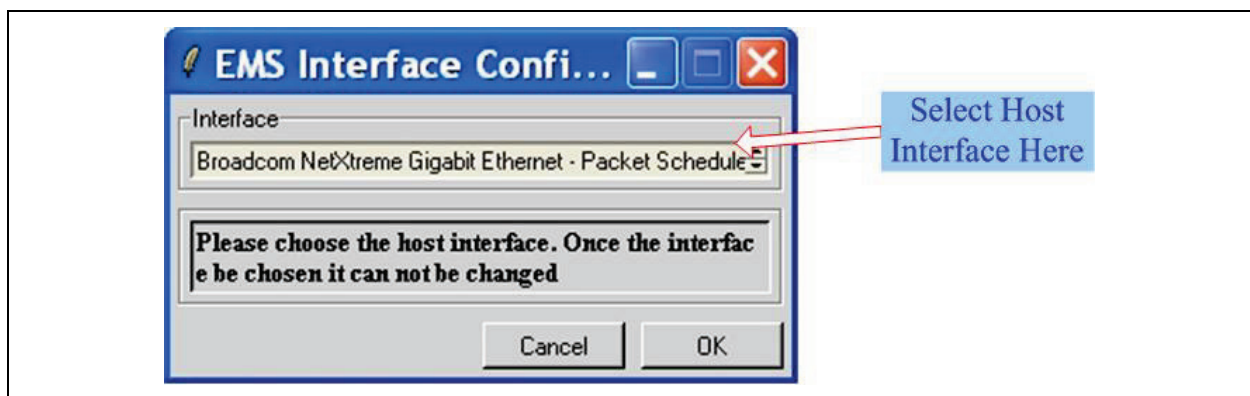 EMS Interface Confi...
Interface
Broadcom NetXtreme Gigabit Ethernet - Packet Schedule
Select Host
Interface Here
Please choose the host interface. Once the interfac
e be chosen it can not be changed
Cancel
OK